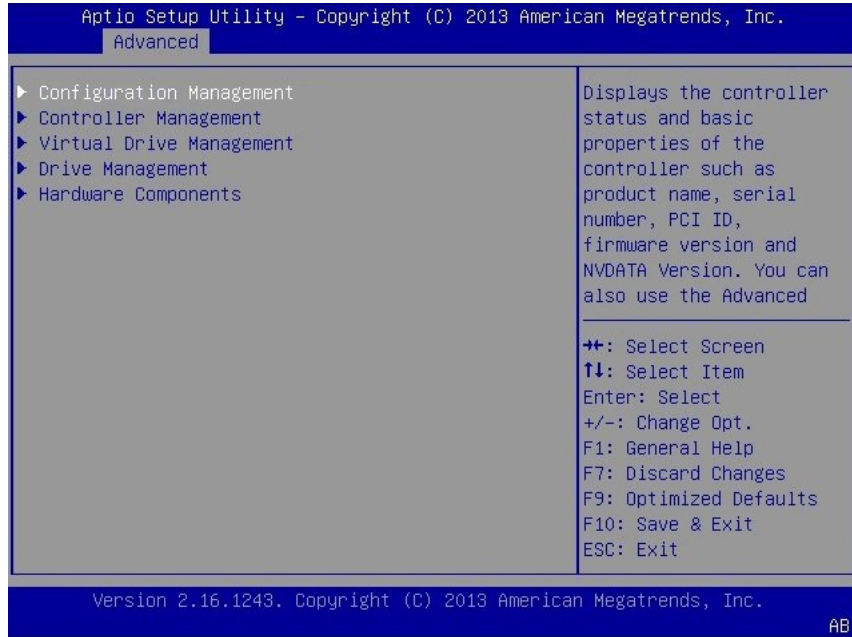 Aptio Setup Utility – Copyright (C) 2013 American Megatrends, Inc.
Advanced
▶ Configuration Management
▶ Controller Management
▶ Virtual Drive Management
▶ Drive Management
▶ Hardware Components
Displays the controller
status and basic
properties of the
controller such as
product name, serial
number, PCI ID,
firmware version and
NVDATA Version. You can
also use the Advanced
→←: Select Screen
↑↓: Select Item
Enter: Select
+/-: Change Opt.
F1: General Help
F7: Discard Changes
F9: Optimized Defaults
F10: Save & Exit
ESC: Exit
Version 2.16.1243. Copyright (C) 2013 American Megatrends, Inc.
AB